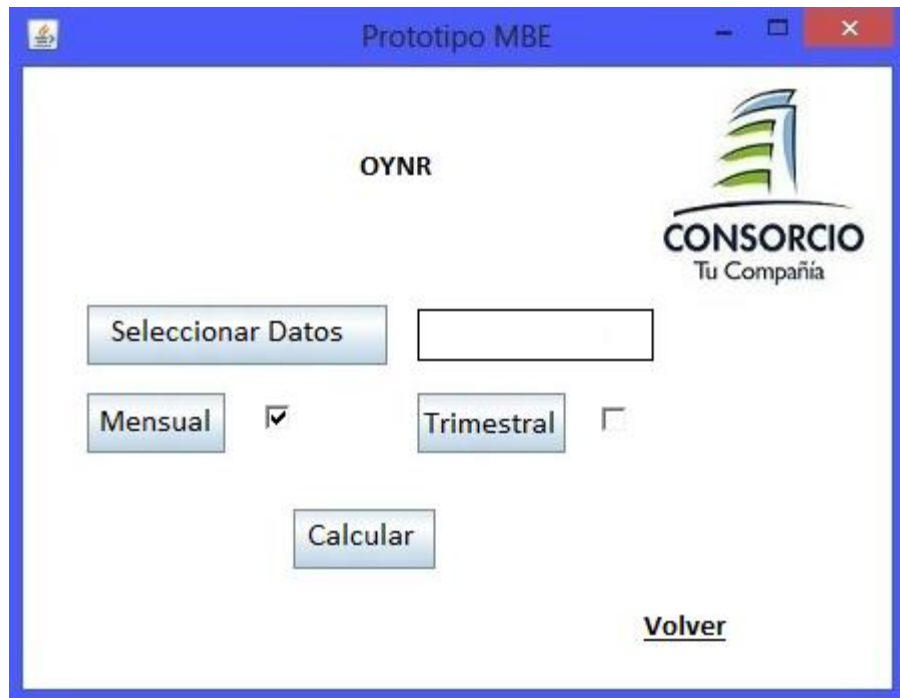 Prototipo MBE
OYNR
CONSORCIO
Tu Compañía
Seleccionar Datos
Mensual
Trimestral
Calcular
Volver